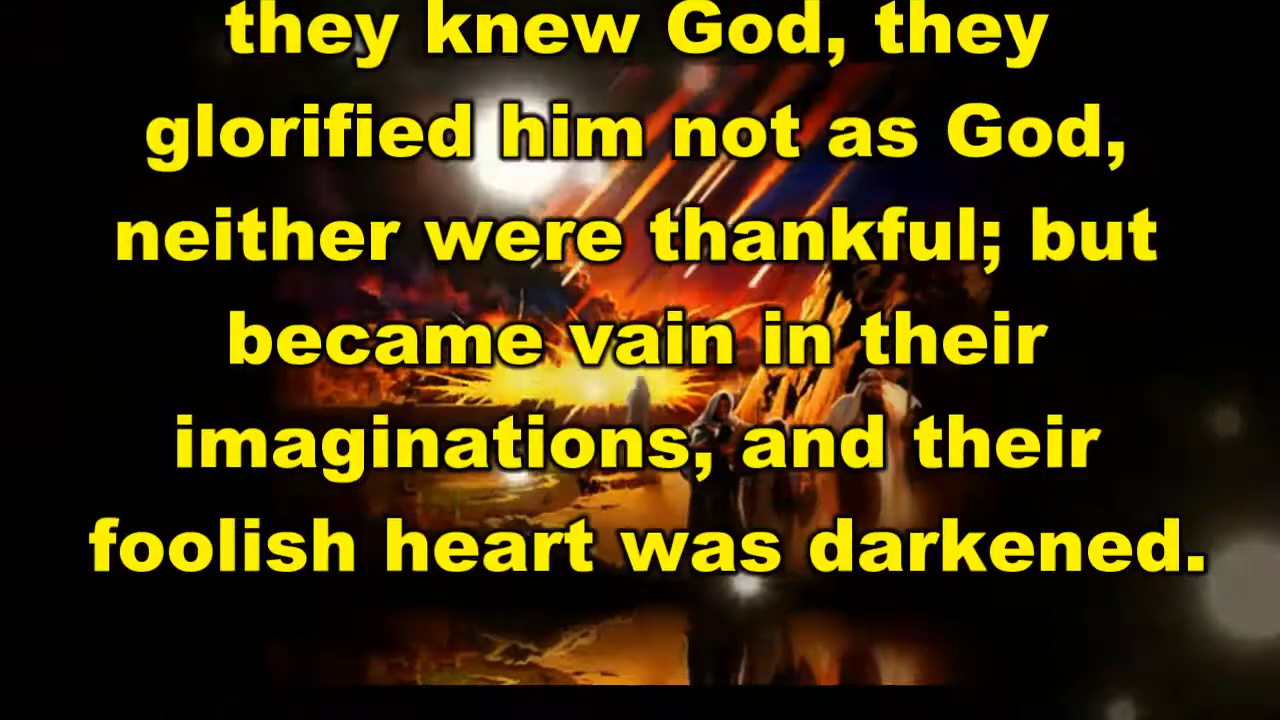 they knew God, they
glorified him not as God,
neither were thankful; but
became vain in their
imaginations, and their
foolish heart was darkened.